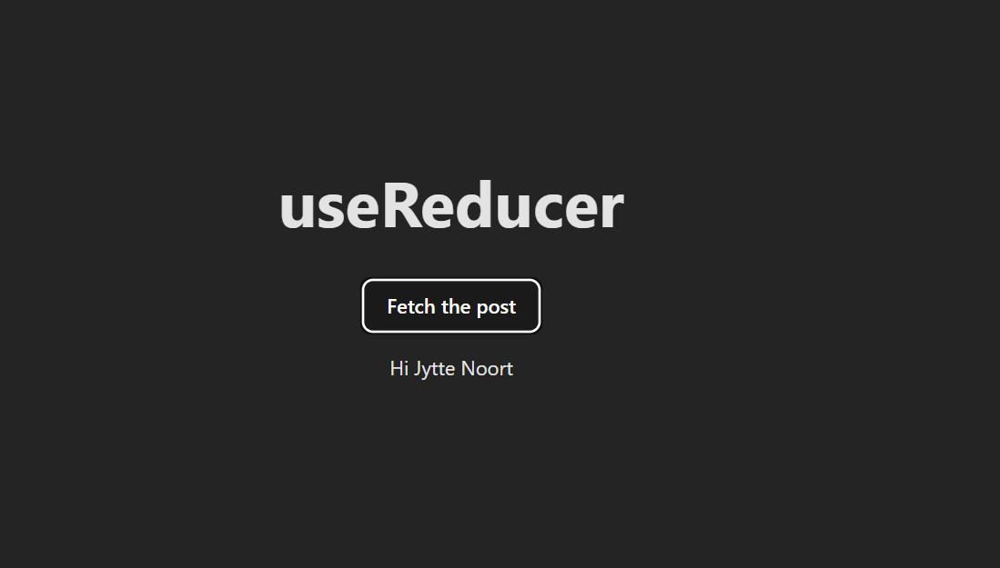 useReducer
Fetch the post
Hi Jytte Noort